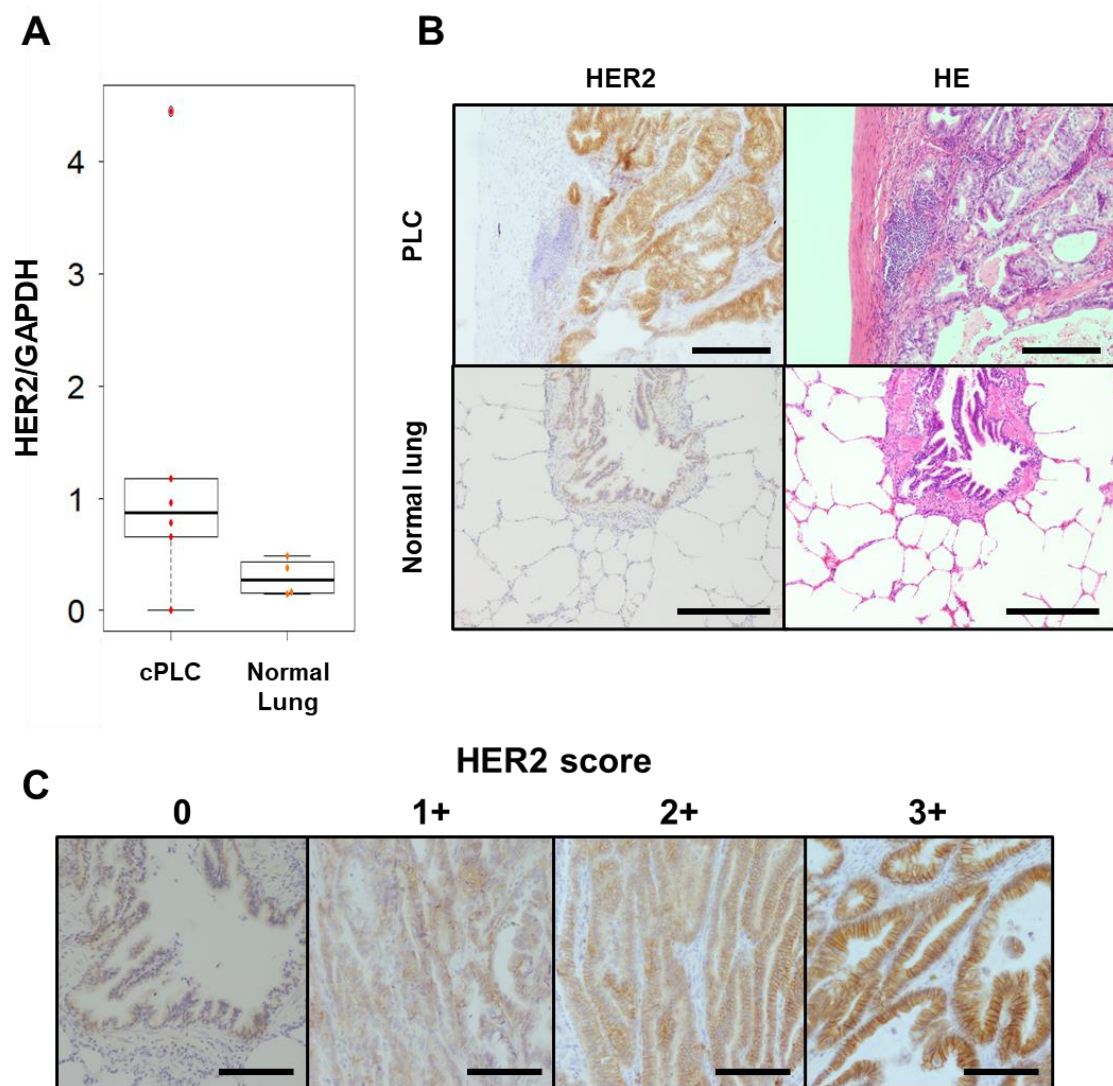 A
HER2/GAPDH
4
3
2
1
0
cPLC
Normal
Lung
B
HER2
HE
PLC
Normal lung
HER2 score
C
0
1+
2+
3+